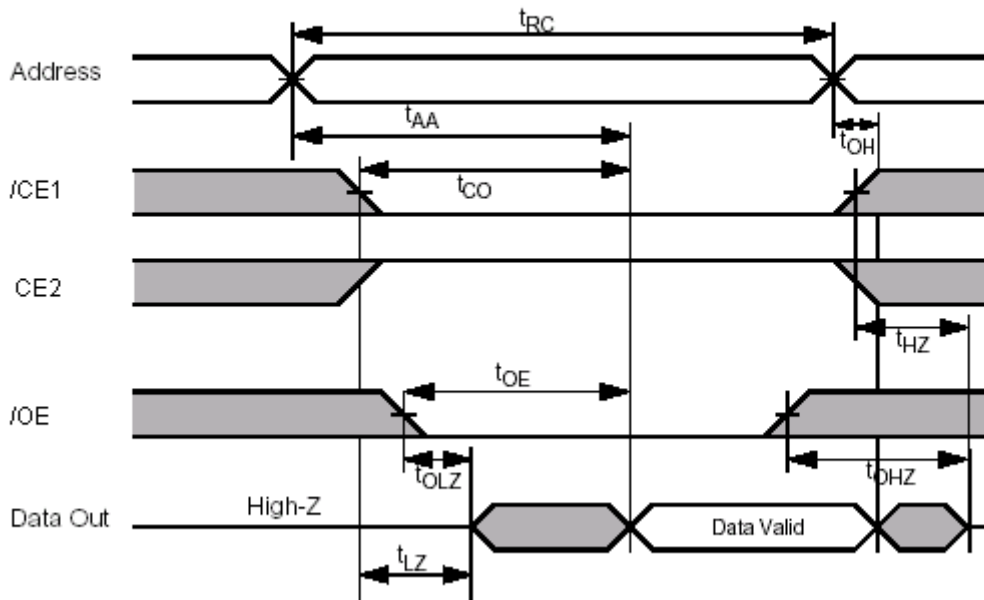 tRC
Address
tAA
tOH
/CE1
tCO
CE2
tHZ
tOE
/OE
tOLZ
tOHZ
High-Z
Data Out
Data Valid
tLZ